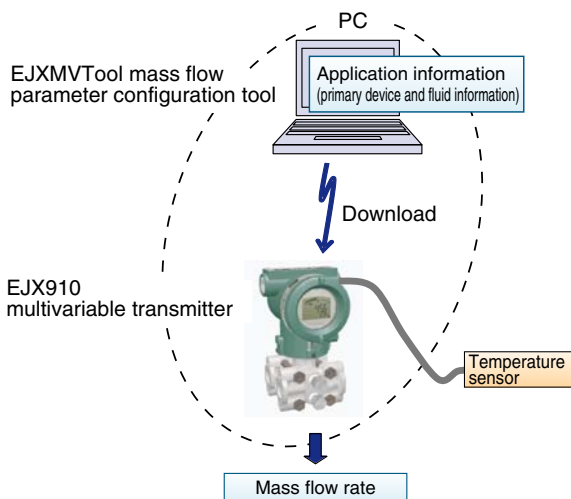 PC
EJXMVTool mass flow
parameter configuration tool
Application information
(primary device and fluid information)
Download
EJX910
multivariable transmitter
Temperature
sensor
Mass flow rate